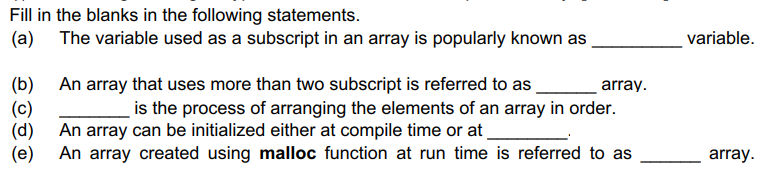 Fill in the blanks in the following statements.
(a) The variable used as a subscript in an array is popularly known as _________ variable.
(b) An array that uses more than two subscript is referred to as ______ array.
(c) _______ is the process of arranging the elements of an array in order.
(d) An array can be initialized either at compile time or at ________.
(e) An array created using malloc function at run time is referred to as ______ array.